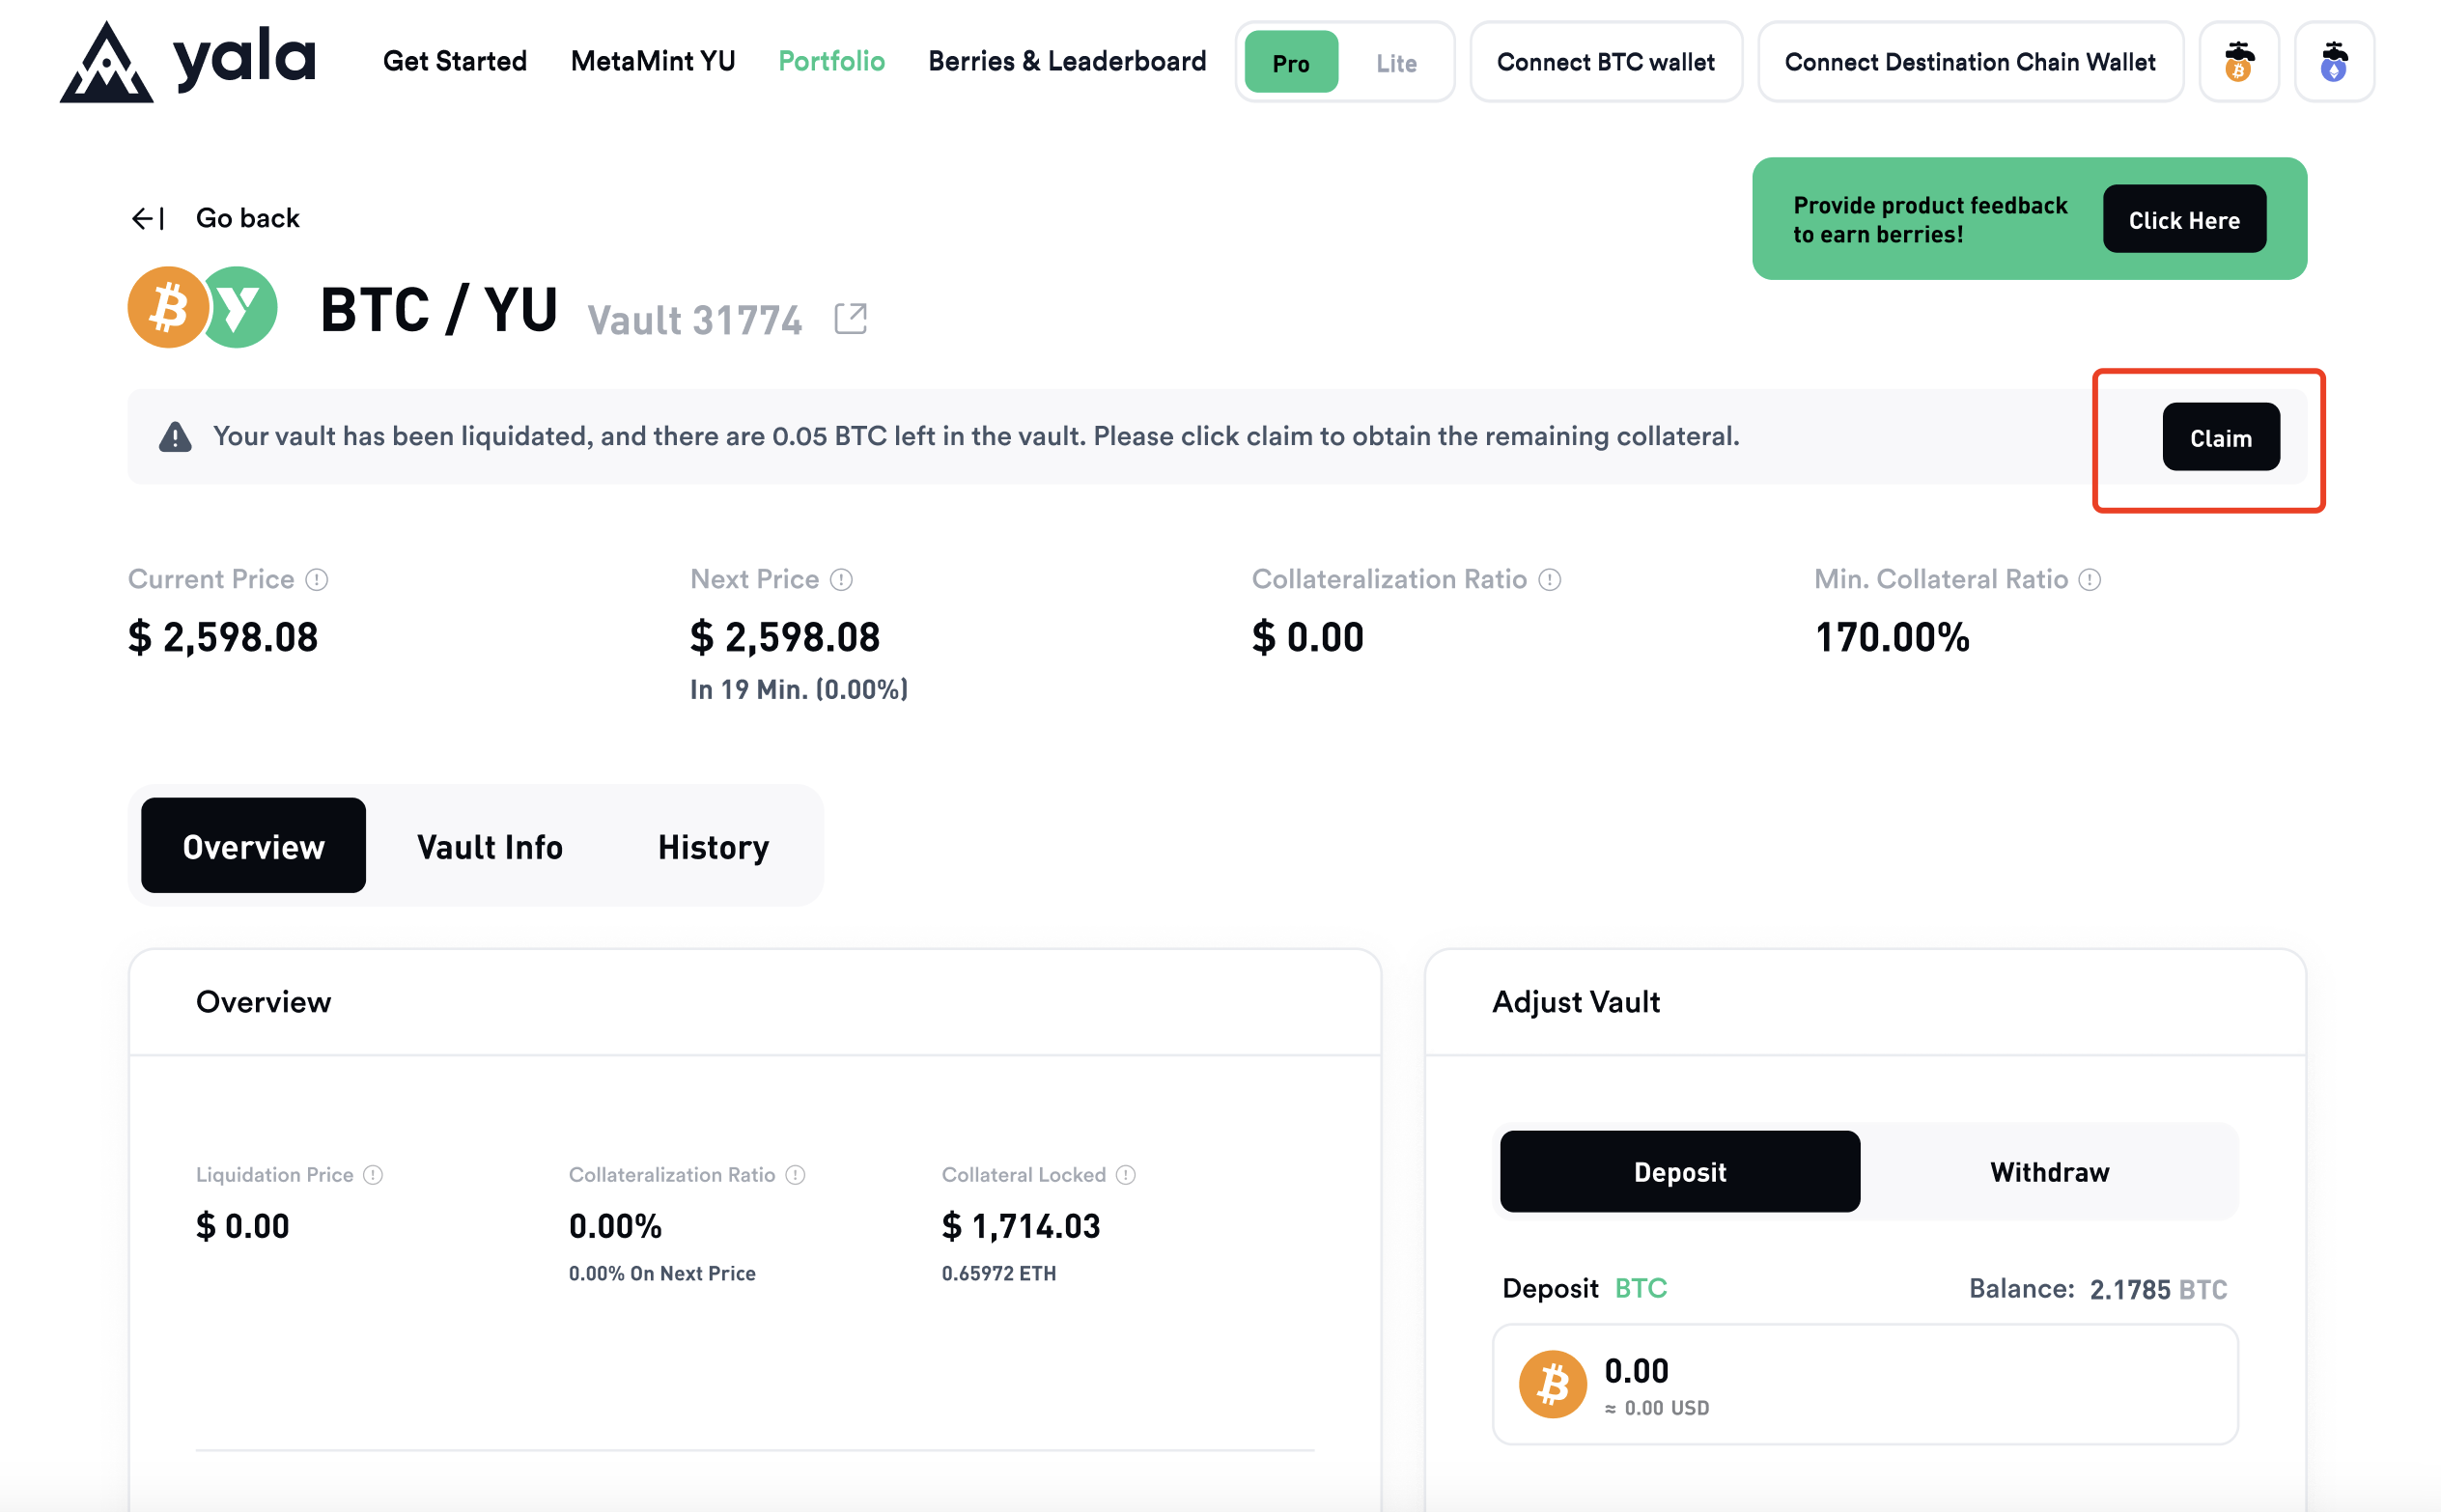 yala
Get Started
MetaMint YU
Portfolio
Berries & Leaderboard
Pro
Lite
Connect BTC wallet
Connect Destination Chain Wallet
Go back
Provide product feedback
to earn berries!
Click Here
BTC / YU
Vault 31774
Your vault has been liquidated, and there are 0.05 BTC left in the vault. Please click claim to obtain the remaining collateral.
Claim
Current Price
$ 2,598.08
Next Price
$ 2,598.08
In 19 Min. (0.00%)
Collateralization Ratio
$ 0.00
Min. Collateral Ratio
170.00%
Overview
Vault Info
History
Overview
Liquidation Price
$ 0.00
Collateralization Ratio
0.00%
0.00% On Next Price
Collateral Locked
$ 1,714.03
0.65972 ETH
Adjust Vault
Deposit
Withdraw
Deposit BTC
Balance: 2.1785 BTC
0.00
≈ 0.00 USD